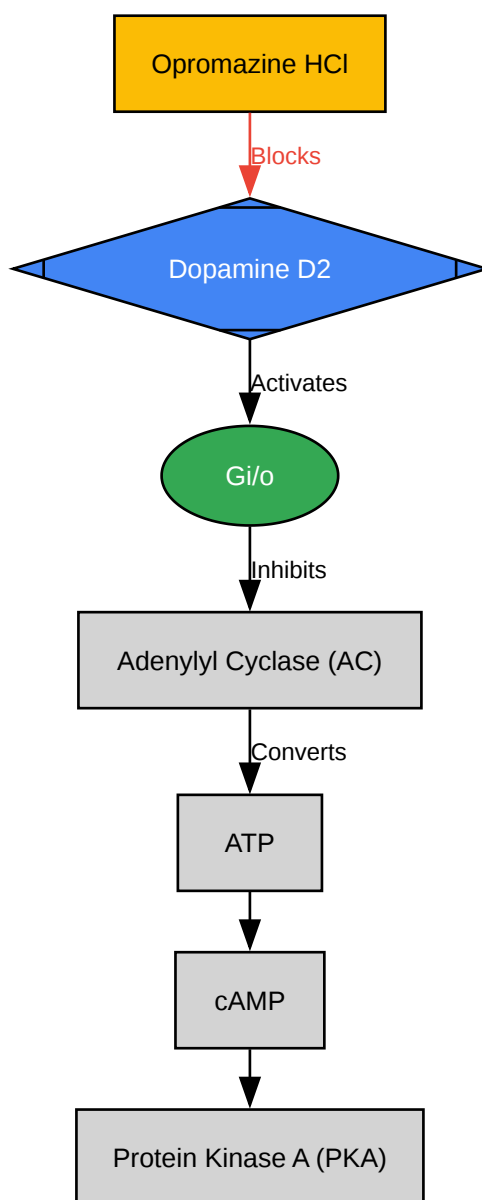 Opromazine HCl
Blocks
Dopamine D2
Activates
Gi/o
Inhibits
Adenylyl Cyclase (AC)
Converts
ATP
cAMP
Protein Kinase A (PKA)